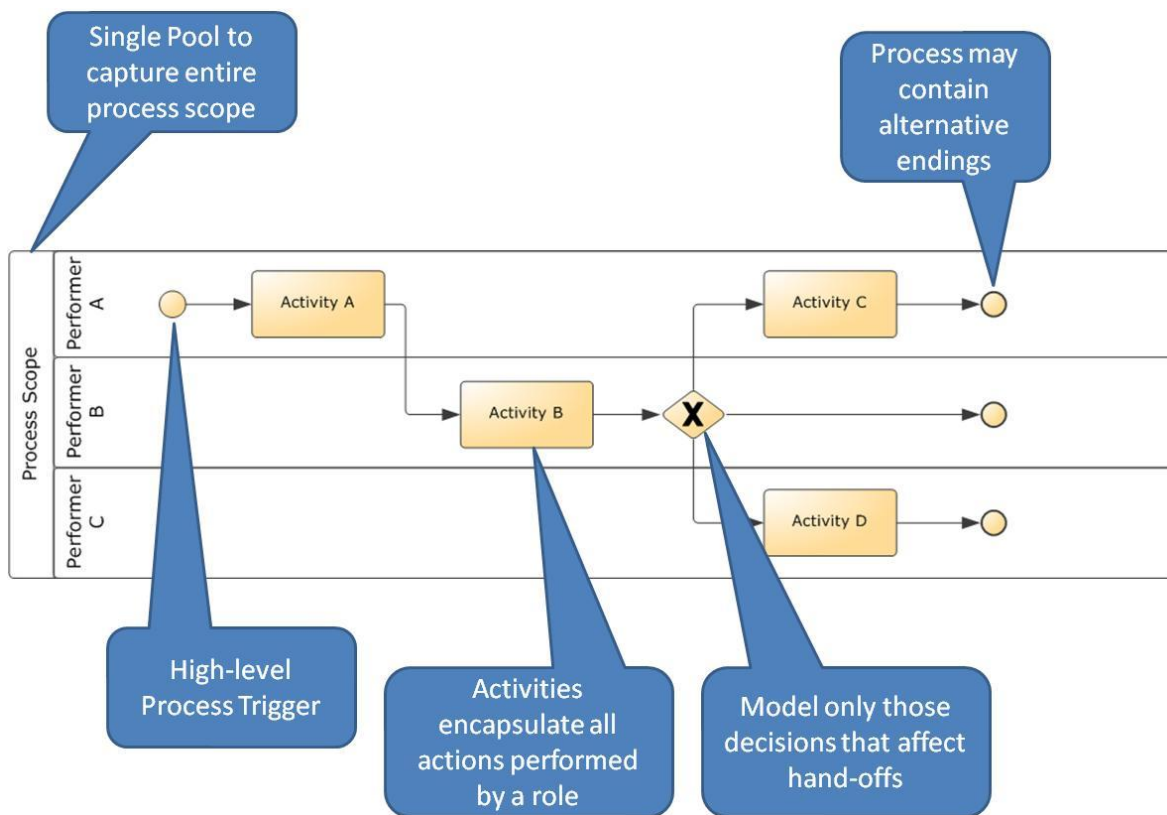 Single Pool to
capture entire
process scope
Process may
contain
alternative
endings
Process Scope
Performer
A
Activity A
Activity C
Performer
B
Activity B
X
Performer
C
Activity D
High-level
Process Trigger
Activities
encapsulate all
actions performed
by a role
Model only those
decisions that affect
hand-offs